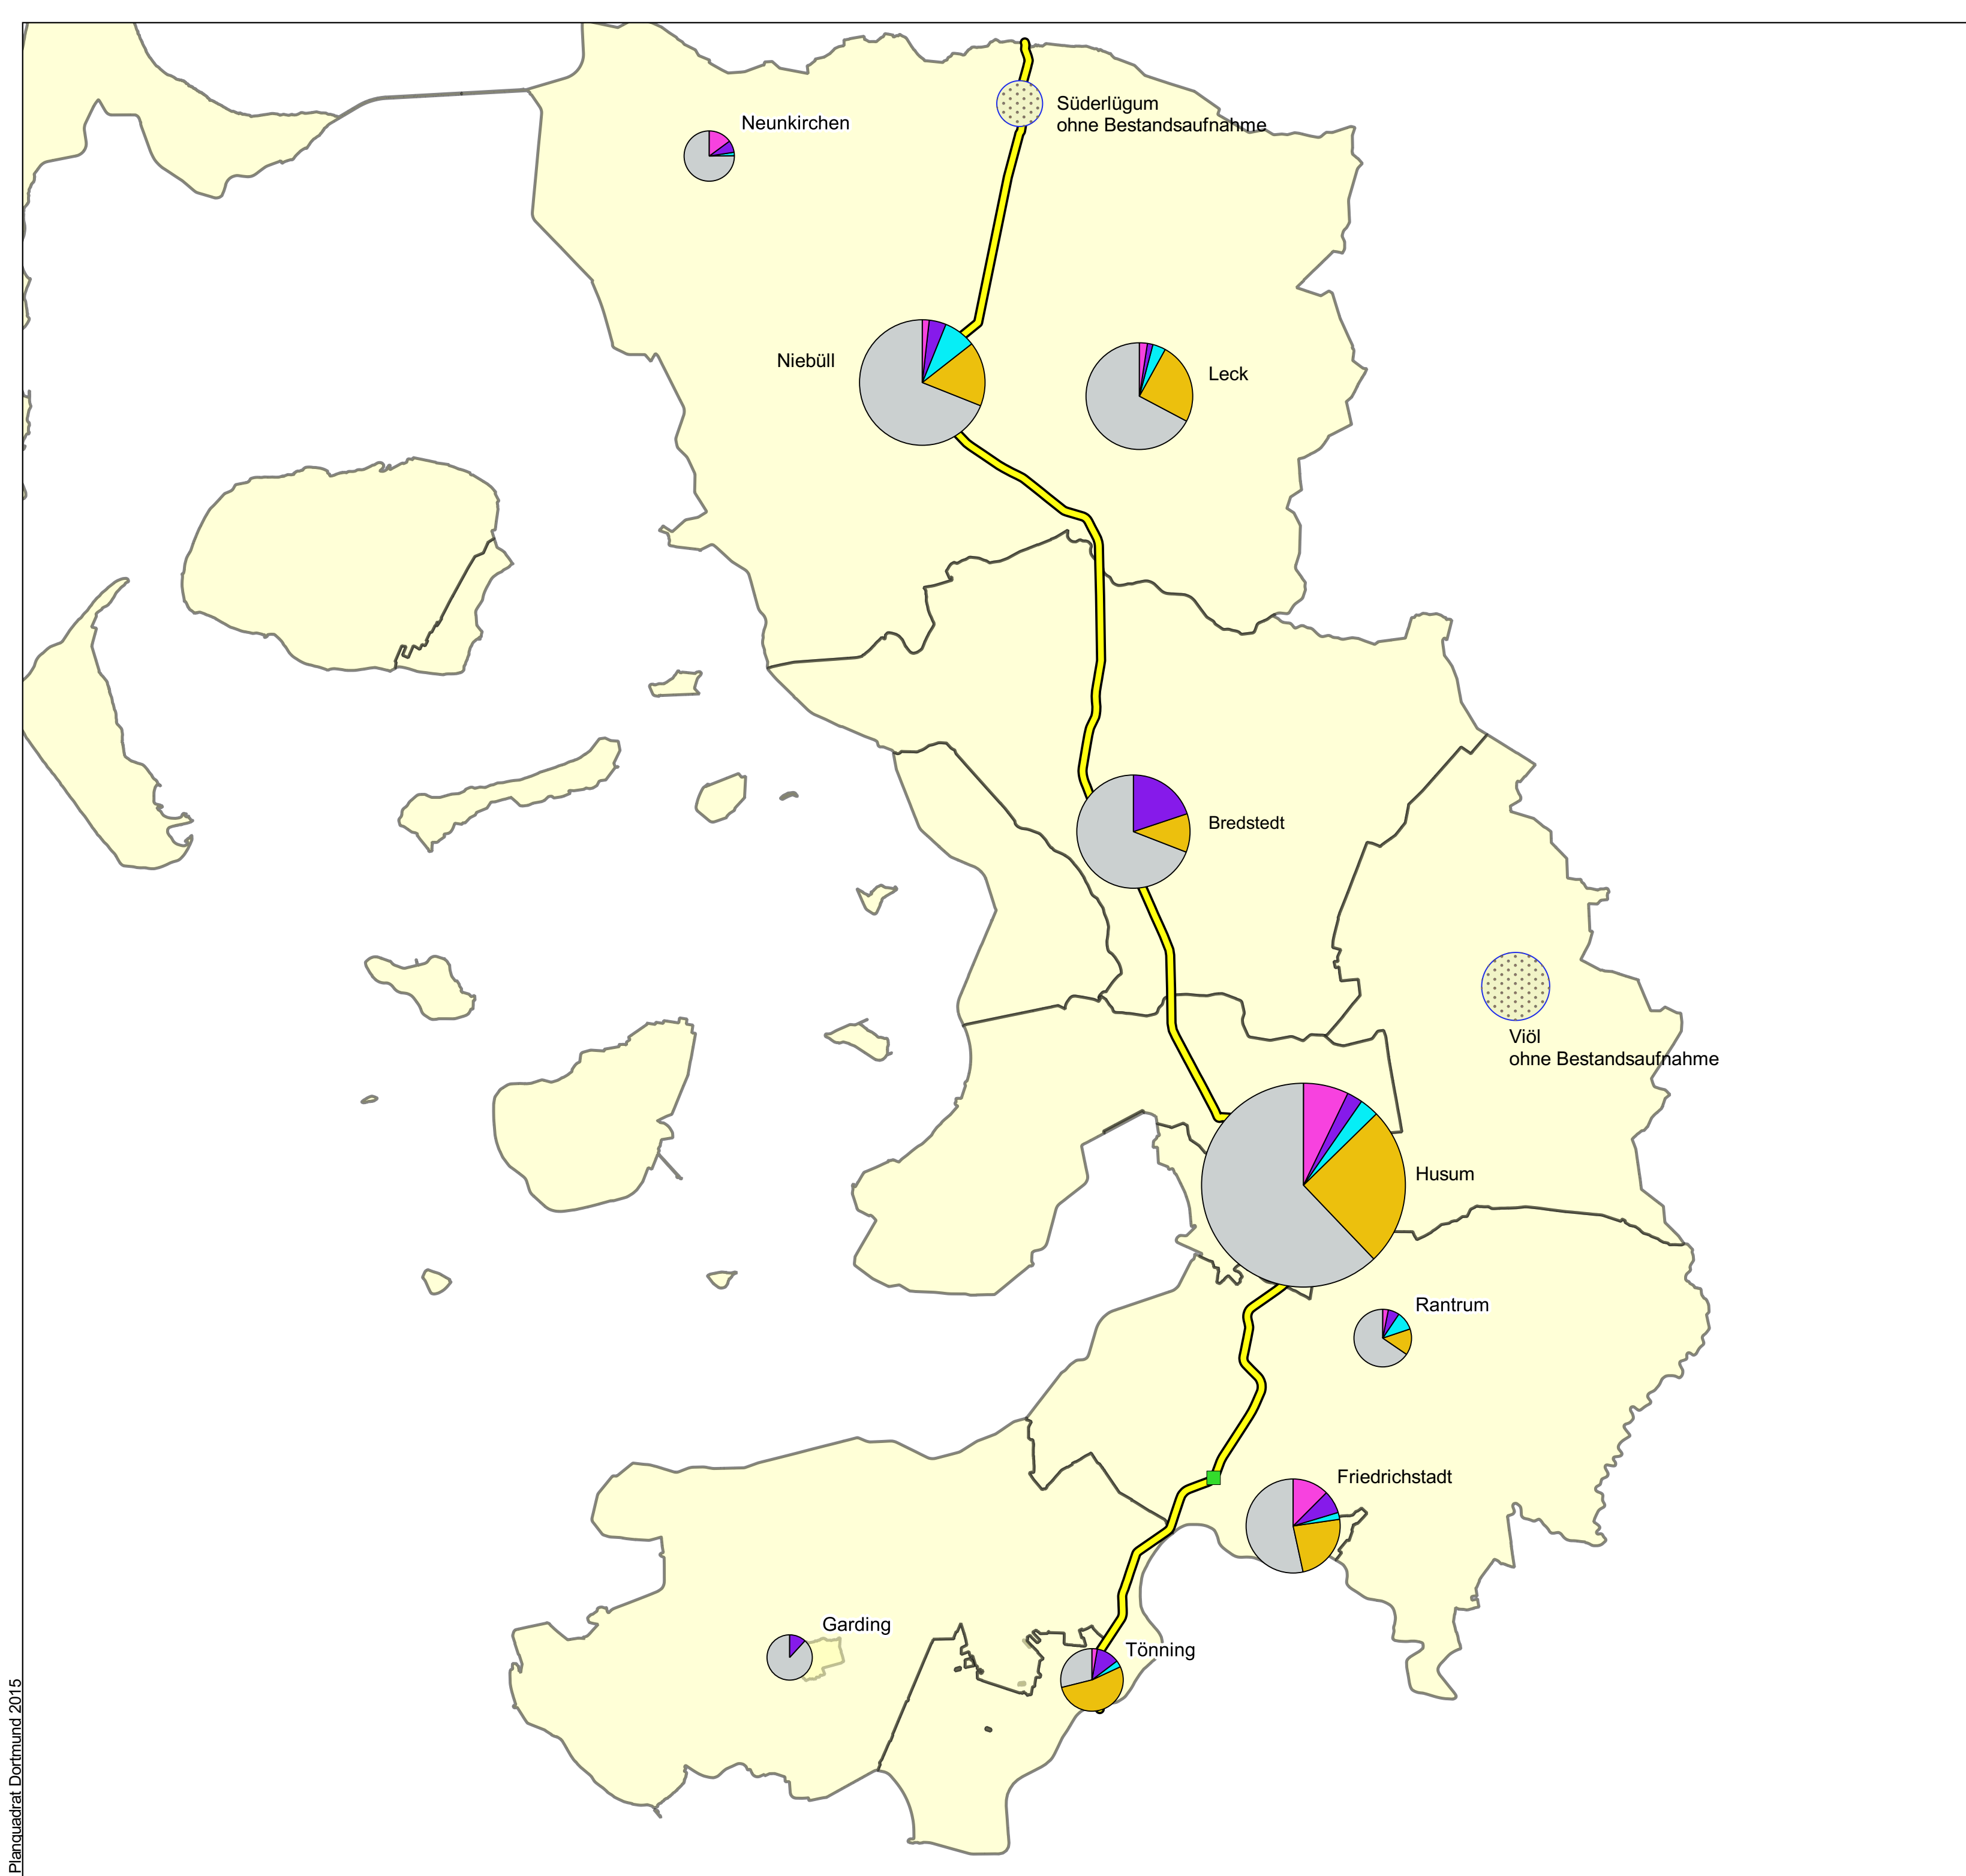 Süderlügum
ohne Bestandsaufnahme
Neunkirchen
Niebüll
Leck
Bredstedt
Viöl
ohne Bestandsaufnahme
Husum
Rantrum
Friedrichstadt
Garding
Tönning
Planquadrat Dortmund 2015